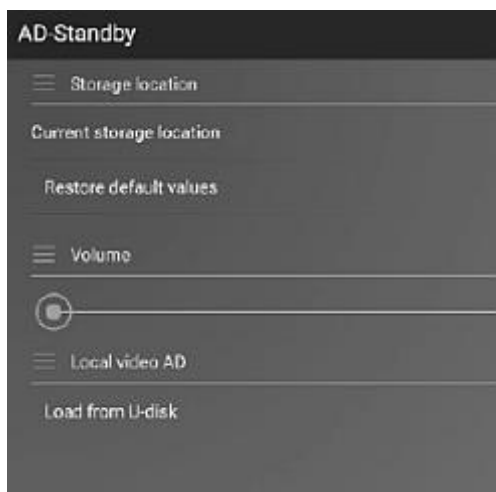 AD-Standby
Storage location
Current storage location
Restore default values
Volume
Local video AD
Load from U-disk